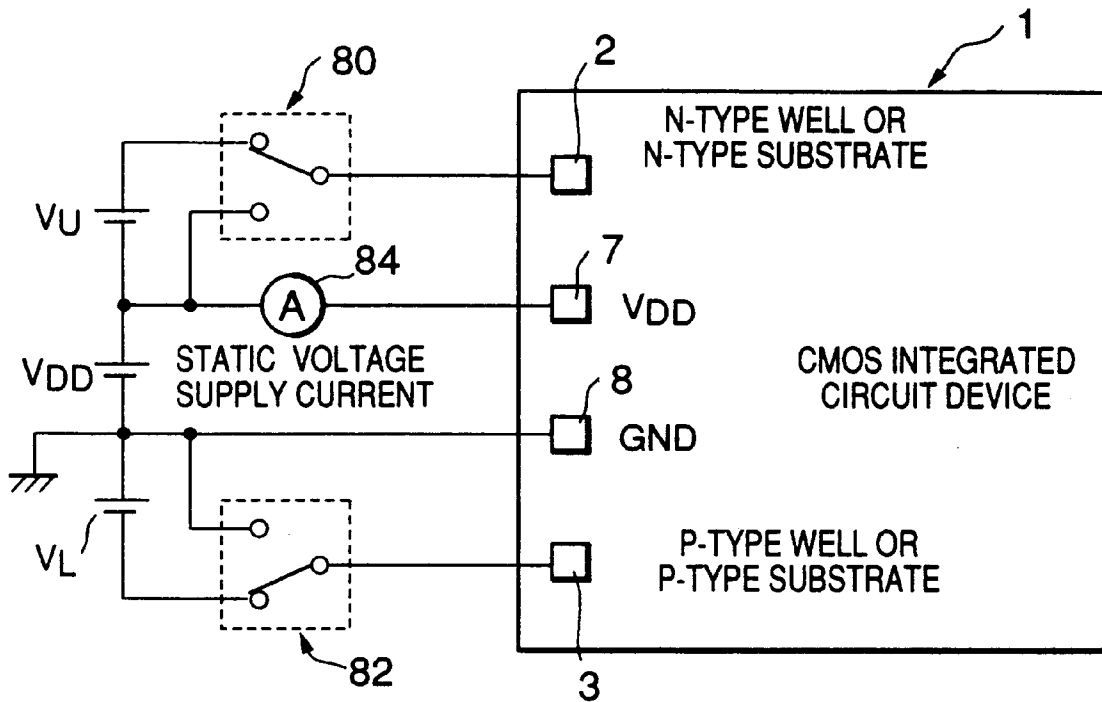 1
80
2
N-TYPE WELL OR
N-TYPE SUBSTRATE
VU
84
7
A
VDD
VDD
STATIC VOLTAGE
SUPPLY CURRENT
CMOS INTEGRATED
CIRCUIT DEVICE
8
GND
VL
P-TYPE WELL OR
P-TYPE SUBSTRATE
82
3